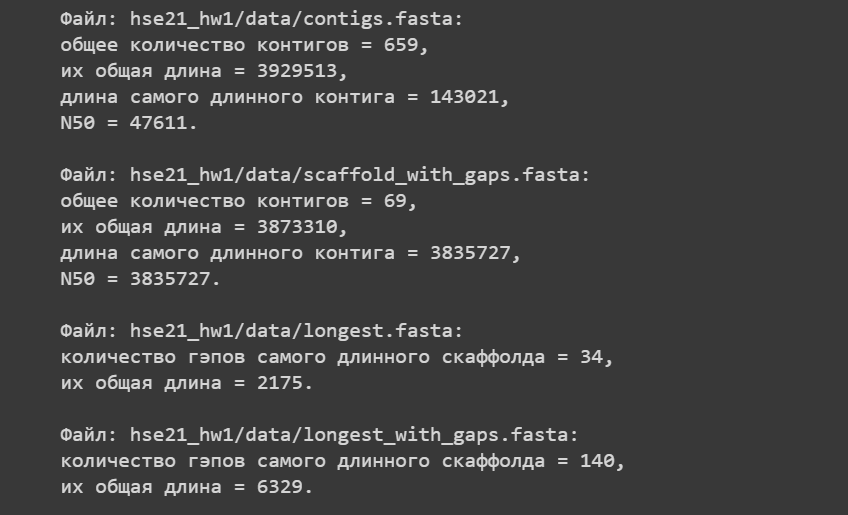 Файл: hse21_hw1/data/contigs.fasta:
общее количество контигов = 659,
их общая длина = 3929513,
длина самого длинного контига = 143021,
N50 = 47611.
Файл: hse21_hw1/data/scaffold_with_gaps.fasta:
общее количество контигов = 69,
их общая длина = 3873310,
длина самого длинного контига = 3835727,
N50 = 3835727.
Файл: hse21_hw1/data/longest.fasta:
количество гэпов самого длинного скаффолда = 34,
их общая длина = 2175.
Файл: hse21_hw1/data/longest_with_gaps.fasta:
количество гэпов самого длинного скаффолда = 140,
их общая длина = 6329.